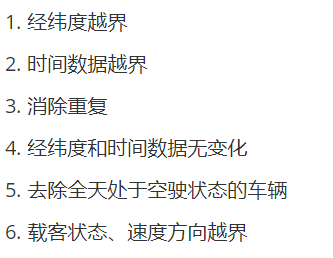 1. 经纬度越界
2. 时间数据越界
3. 消除重复
4. 经纬度和时间数据无变化
5. 去除全天处于空驶状态的车辆
6. 载客状态、速度方向越界